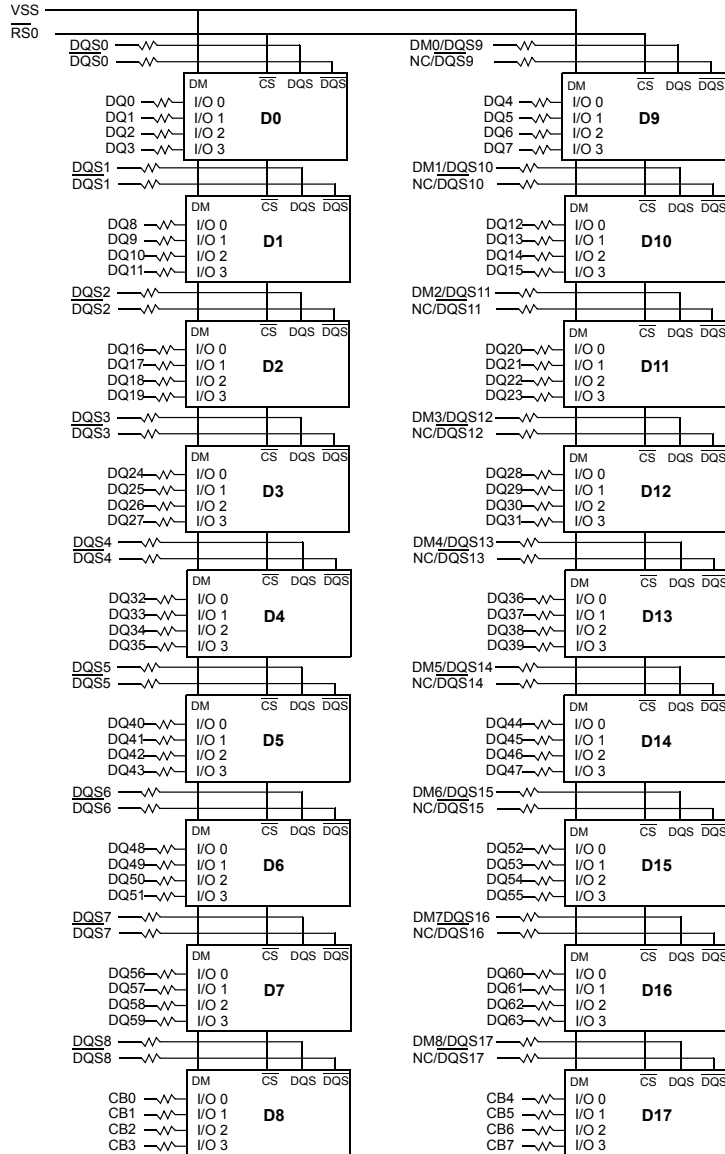 VSS
RS0
DQS0
DQS0
DM0/DQS9
NC/DQS9
DM CS DQS DQS
DM CS DQS DQS
DQ0 I/O 0
DQ1 I/O 1 D0
DQ2 I/O 2
DQ3 I/O 3
DQ4 I/O 0
DQ5 I/O 1 D9
DQ6 I/O 2
DQ7 I/O 3
DQS1
DQS1
DM1/DQS10
NC/DQS10
DM CS DQS DQS
DM CS DQS DQS
DQ8 I/O 0
DQ9 I/O 1 D1
DQ10 I/O 2
DQ11 I/O 3
DQ12 I/O 0
DQ13 I/O 1 D10
DQ14 I/O 2
DQ15 I/O 3
DQS2
DQS2
DM2/DQS11
NC/DQS11
DM CS DQS DQS
DM CS DQS DQS
DQ16 I/O 0
DQ17 I/O 1 D2
DQ18 I/O 2
DQ19 I/O 3
DQ20 I/O 0
DQ21 I/O 1 D11
DQ22 I/O 2
DQ23 I/O 3
DQS3
DQS3
DM3/DQS12
NC/DQS12
DM CS DQS DQS
DM CS DQS DQS
DQ24 I/O 0
DQ25 I/O 1 D3
DQ26 I/O 2
DQ27 I/O 3
DQ28 I/O 0
DQ29 I/O 1 D12
DQ30 I/O 2
DQ31 I/O 3
DQS4
DQS4
DM4/DQS13
NC/DQS13
DM CS DQS DQS
DM CS DQS DQS
DQ32 I/O 0
DQ33 I/O 1 D4
DQ34 I/O 2
DQ35 I/O 3
DQ36 I/O 0
DQ37 I/O 1 D13
DQ38 I/O 2
DQ39 I/O 3
DQS5
DQS5
DM5/DQS14
NC/DQS14
DM CS DQS DQS
DM CS DQS DQS
DQ40 I/O 0
DQ41 I/O 1 D5
DQ42 I/O 2
DQ43 I/O 3
DQ44 I/O 0
DQ45 I/O 1 D14
DQ46 I/O 2
DQ47 I/O 3
DQS6
DQS6
DM6/DQS15
NC/DQS15
DM CS DQS DQS
DM CS DQS DQS
DQ48 I/O 0
DQ49 I/O 1 D6
DQ50 I/O 2
DQ51 I/O 3
DQ52 I/O 0
DQ53 I/O 1 D15
DQ54 I/O 2
DQ55 I/O 3
DQS7
DQS7
DM7DQS16
NC/DQS16
DM CS DQS DQS
DM CS DQS DQS
DQ56 I/O 0
DQ57 I/O 1 D7
DQ58 I/O 2
DQ59 I/O 3
DQ60 I/O 0
DQ61 I/O 1 D16
DQ62 I/O 2
DQ63 I/O 3
DQS8
DQS8
DM8/DQS17
NC/DQS17
DM CS DQS DQS
DM CS DQS DQS
CB0 I/O 0
CB1 I/O 1 D8
CB2 I/O 2
CB3 I/O 3
CB4 I/O 0
CB5 I/O 1 D17
CB6 I/O 2
CB7 I/O 3